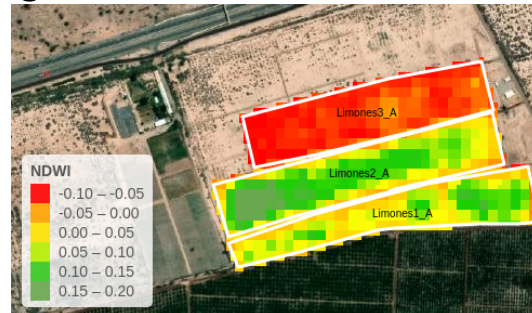 Limones3_A
Limones2_A
Limones1_A
NDWI
-0.10 – -0.05
-0.05 – 0.00
0.00 – 0.05
0.05 – 0.10
0.10 – 0.15
0.15 – 0.20